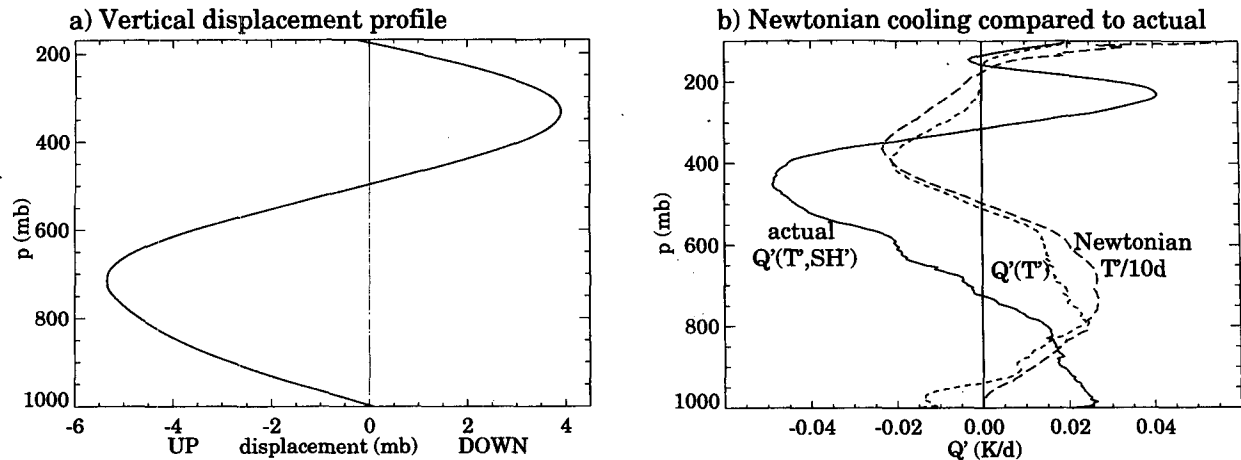 a) Vertical displacement profile
200
400
600
800
1000
p (mb)
-6 -4 -2 0 2 4
UP displacement (mb) DOWN
b) Newtonian cooling compared to actual
200
400
600
800
1000
p (mb)
actual
Q'(T',SH')
Q'(T')
Newtonian
T'/10d
-0.04 -0.02 0.00 0.02 0.04
Q' (K/d)